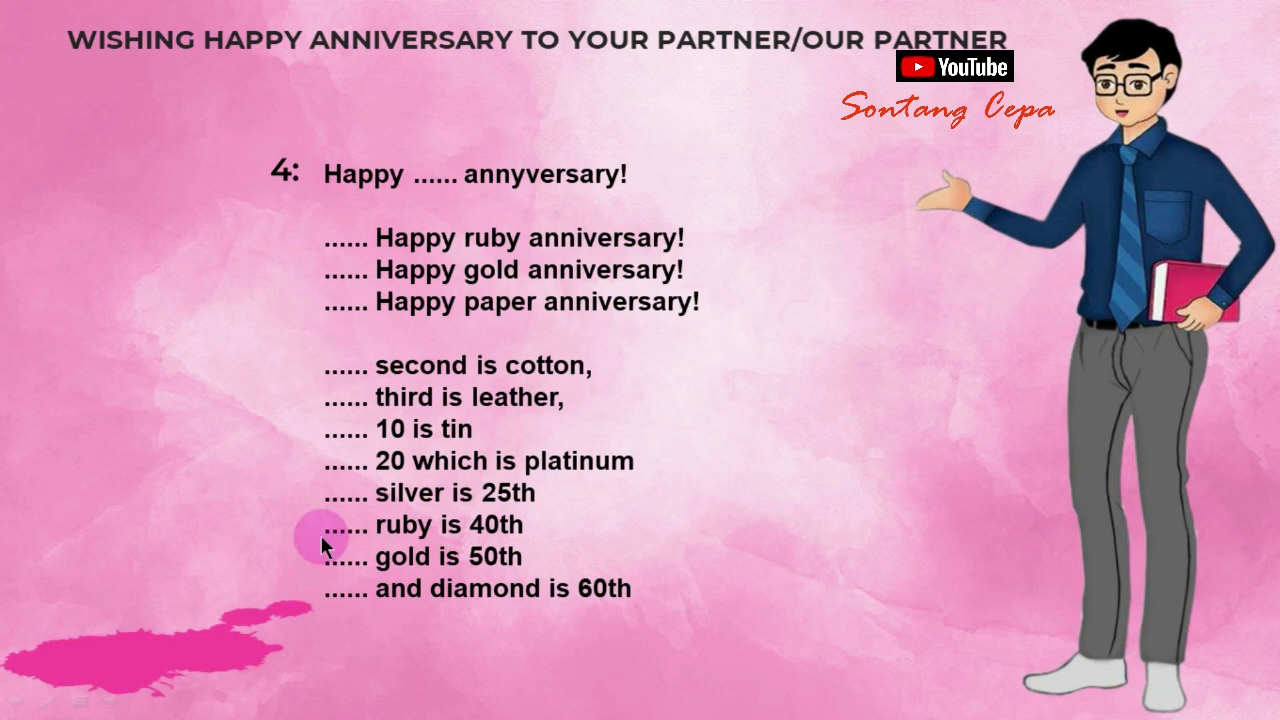 WISHING HAPPY ANNIVERSARY TO YOUR PARTNER/OUR PARTNER
YouTube
Sontang Cepa
4: Happy ...... annyversary!
...... Happy ruby anniversary!
...... Happy gold anniversary!
...... Happy paper anniversary!
...... second is cotton,
...... third is leather,
...... 10 is tin
...... 20 which is platinum
...... silver is 25th
...... ruby is 40th
...... gold is 50th
...... and diamond is 60th